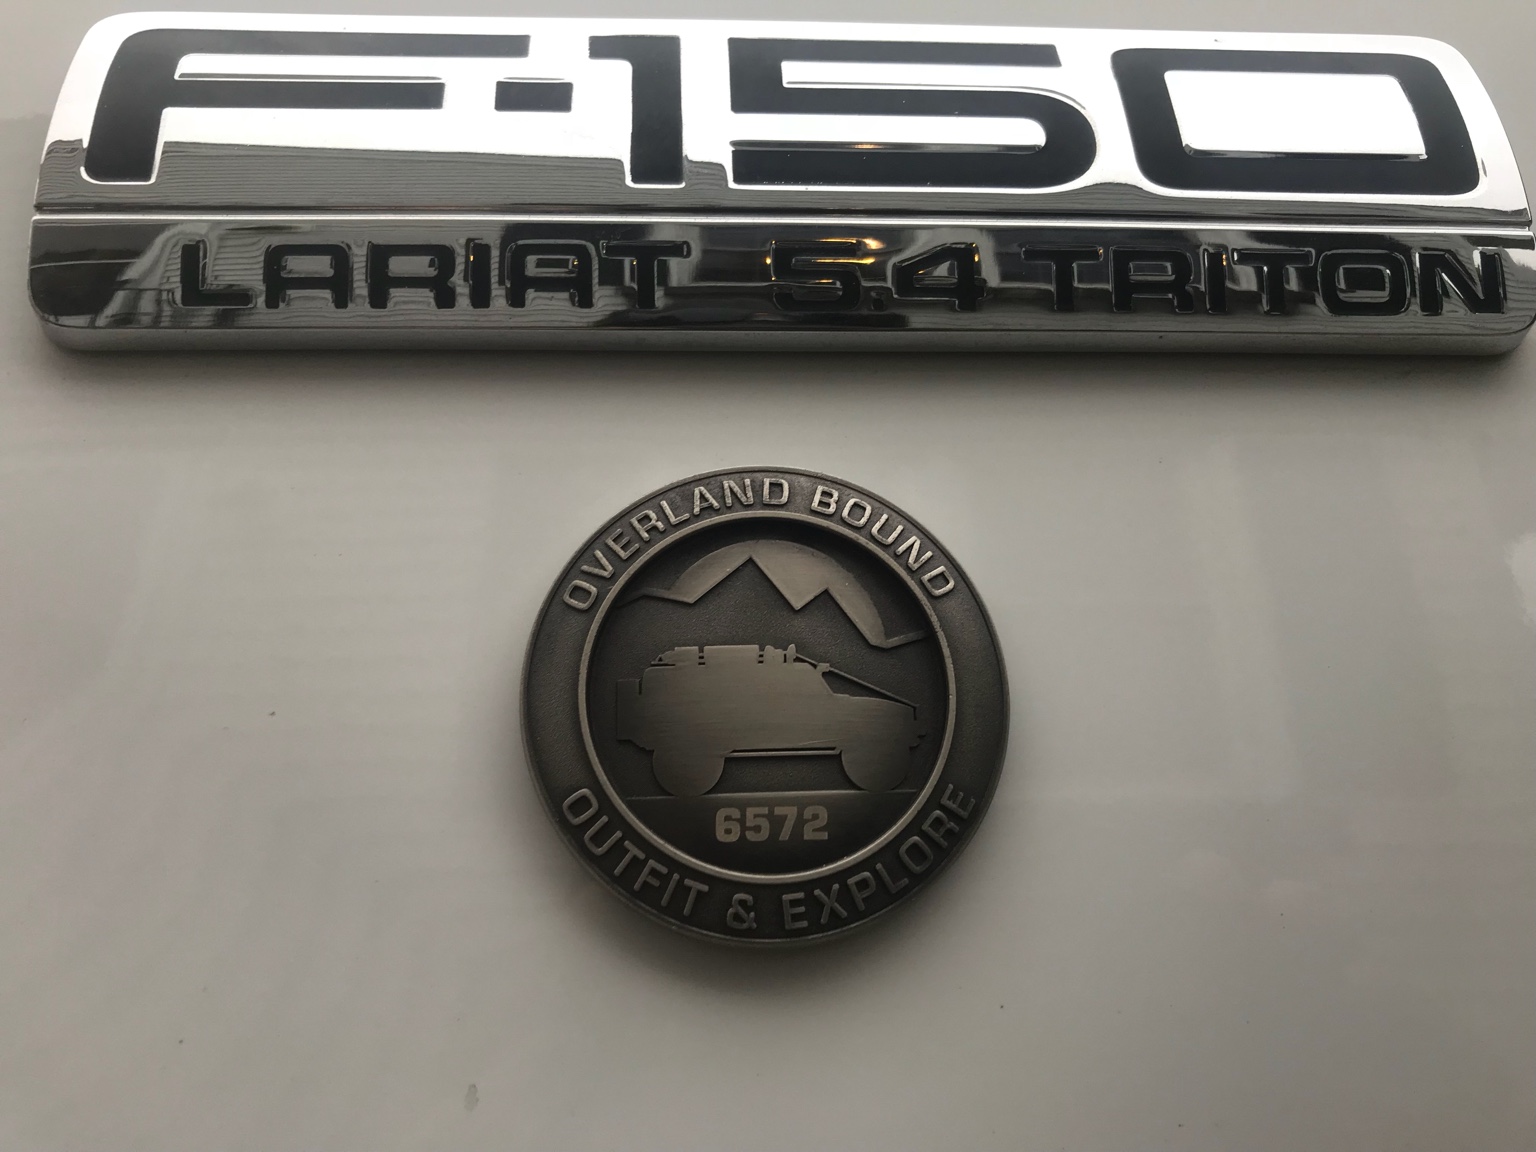 F-150
LARIAT 5.4 TRITON
OVERLAND BOUND
6572
OUTFIT & EXPLORE